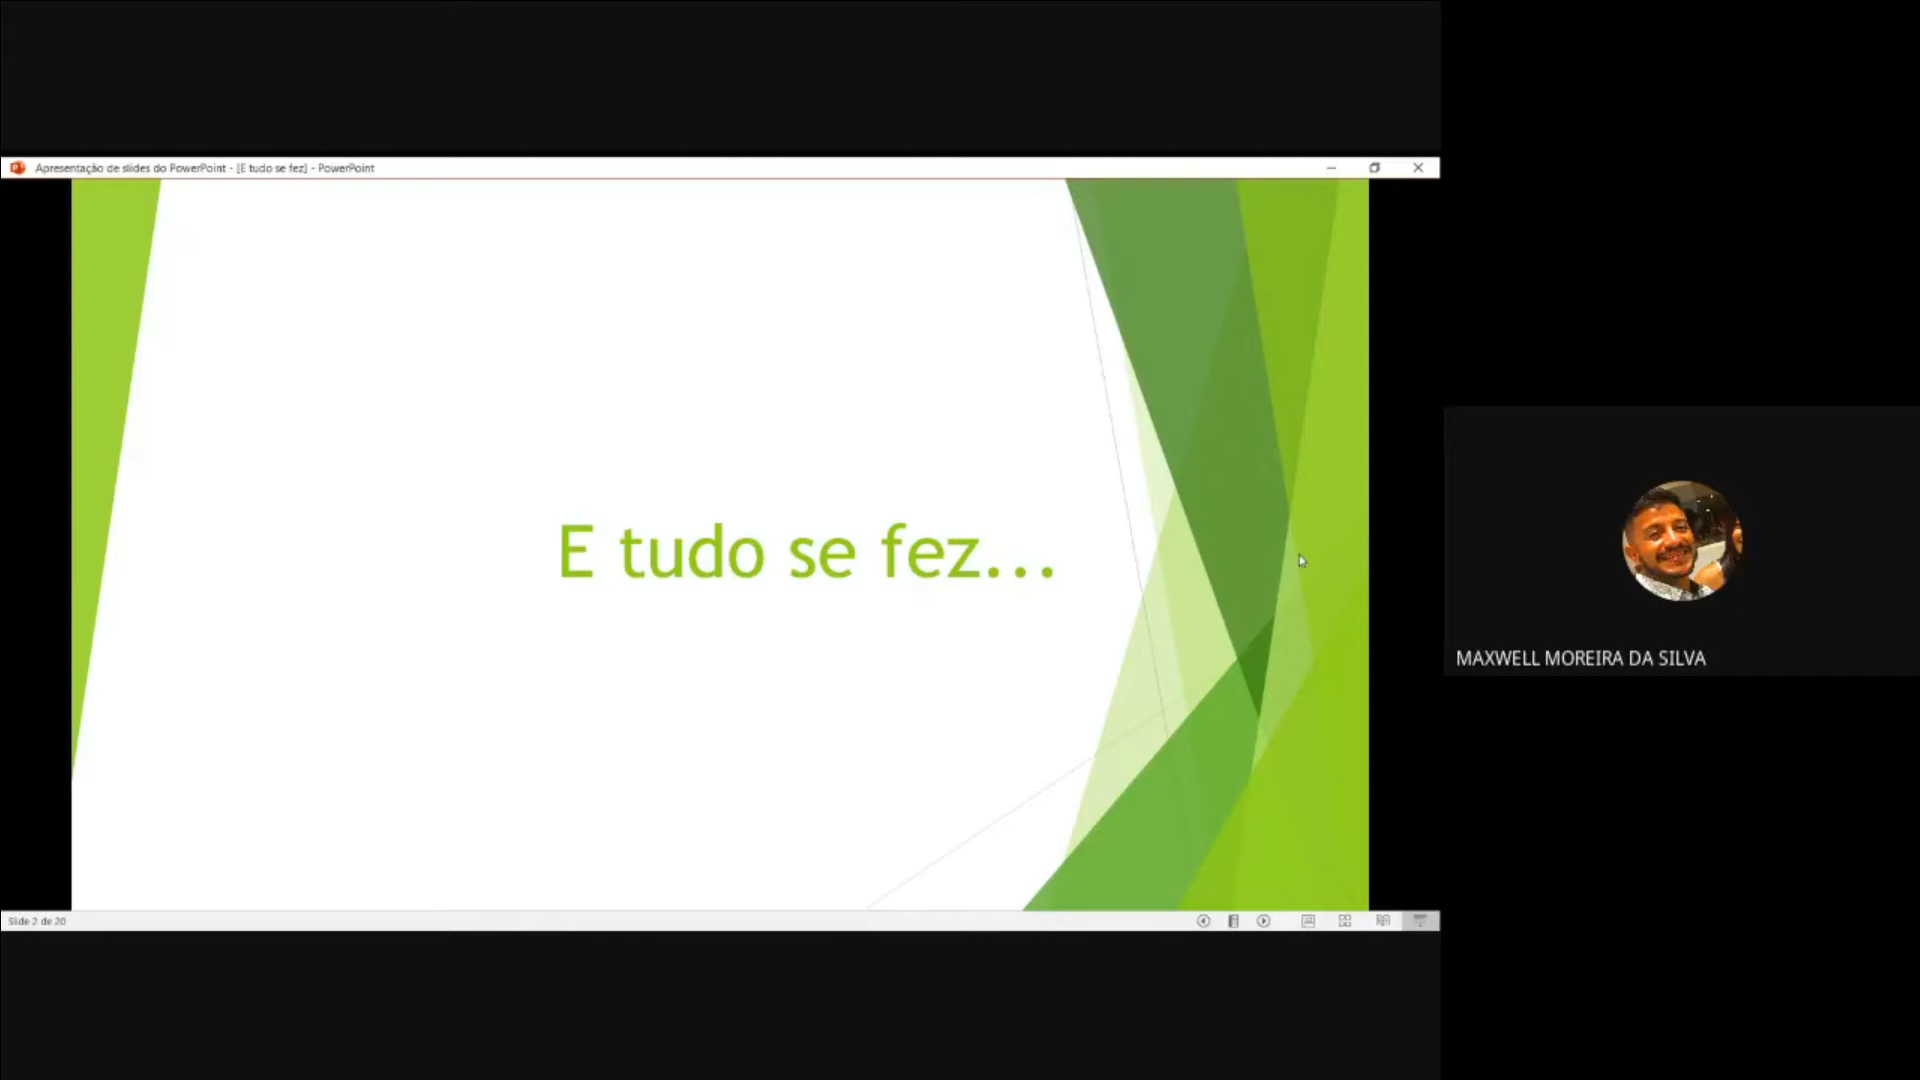 Apresentação de slides do PowerPoint - [E tudo se fez] - PowerPoint
E tudo se fez...
MAXWELL MOREIRA DA SILVA
Slide 2 de 20